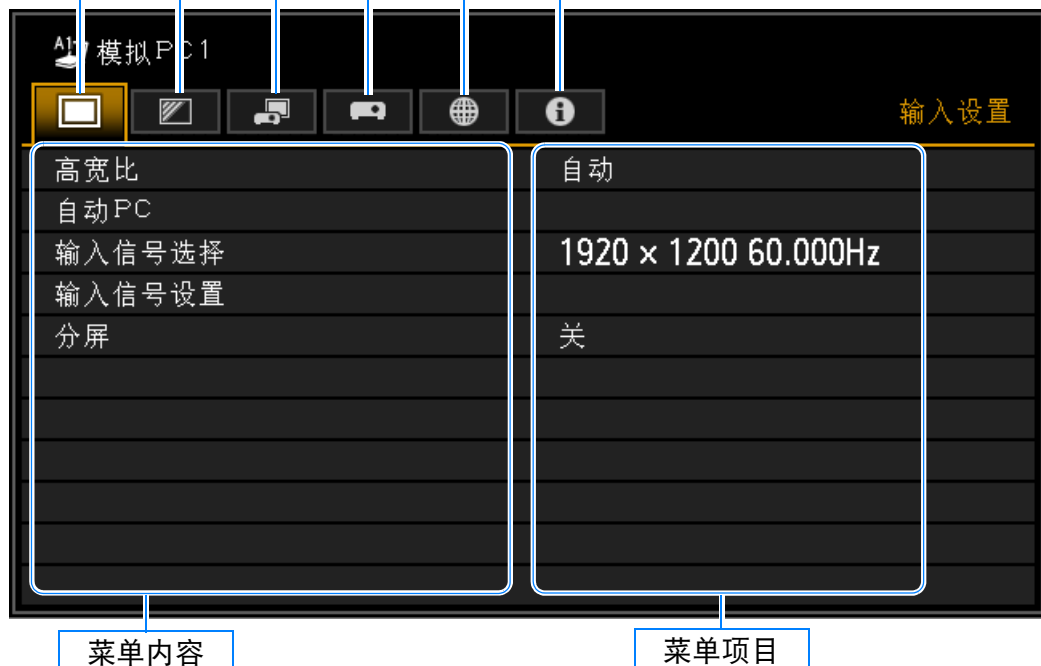 A1 模拟PC1
输入设置
高宽比 自动
自动PC
输入信号选择 1920 × 1200 60.000Hz
输入信号设置
分屏 关
菜单内容 菜单项目